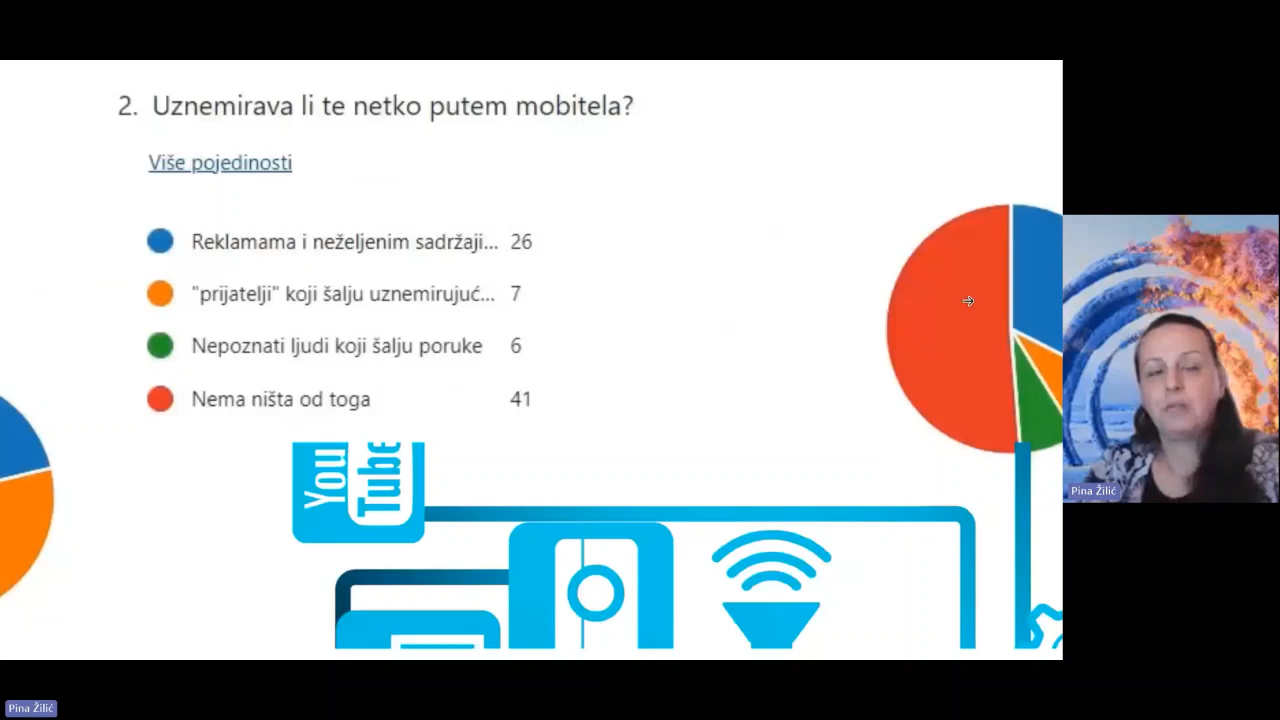 2. Uznemirava li te netko putem mobitela?
Više pojedinosti
Reklamama i neželjenim sadržaji... 26
"prijatelji" koji šalju uznemirujuć... 7
Nepoznati ljudi koji šalju poruke 6
Nema ništa od toga 41
You
Tube
Pina Žilić
Pina Žilić